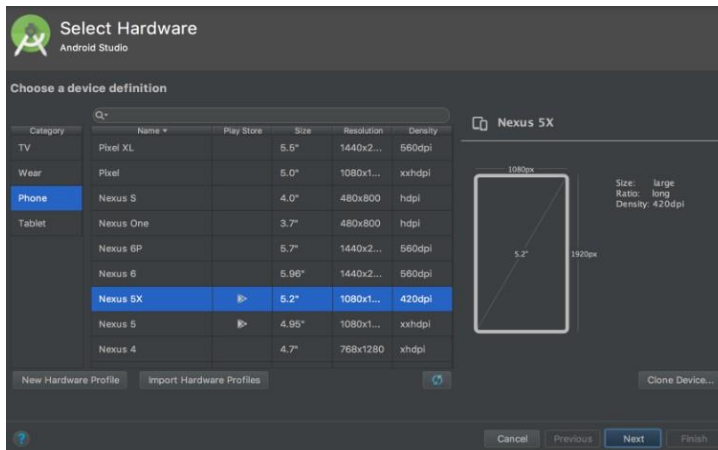 Select Hardware
Android Studio
Choose a device definition
Category
TV
Wear
Phone
Tablet
Name Play Store Size Resolution Density
Pixel XL 5.5" 1440x2... 560dpi
Pixel 5.0" 1080x1... xxhdpi
Nexus S 4.0" 480x800 hdpi
Nexus One 3.7" 480x800 hdpi
Nexus 6P 5.7" 1440x2... 560dpi
Nexus 6 5.96" 1440x2... 560dpi
Nexus 5X 5.2" 1080x1... 420dpi
Nexus 5 4.95" 1080x1... xxhdpi
Nexus 4 4.7" 768x1280 xhdpi
New Hardware Profile Import Hardware Profiles
Nexus 5X
1080px
5.2"
1920px
Size: large
Ratio: long
Density: 420dpi
Clone Device...
? Cancel Previous Next Finish